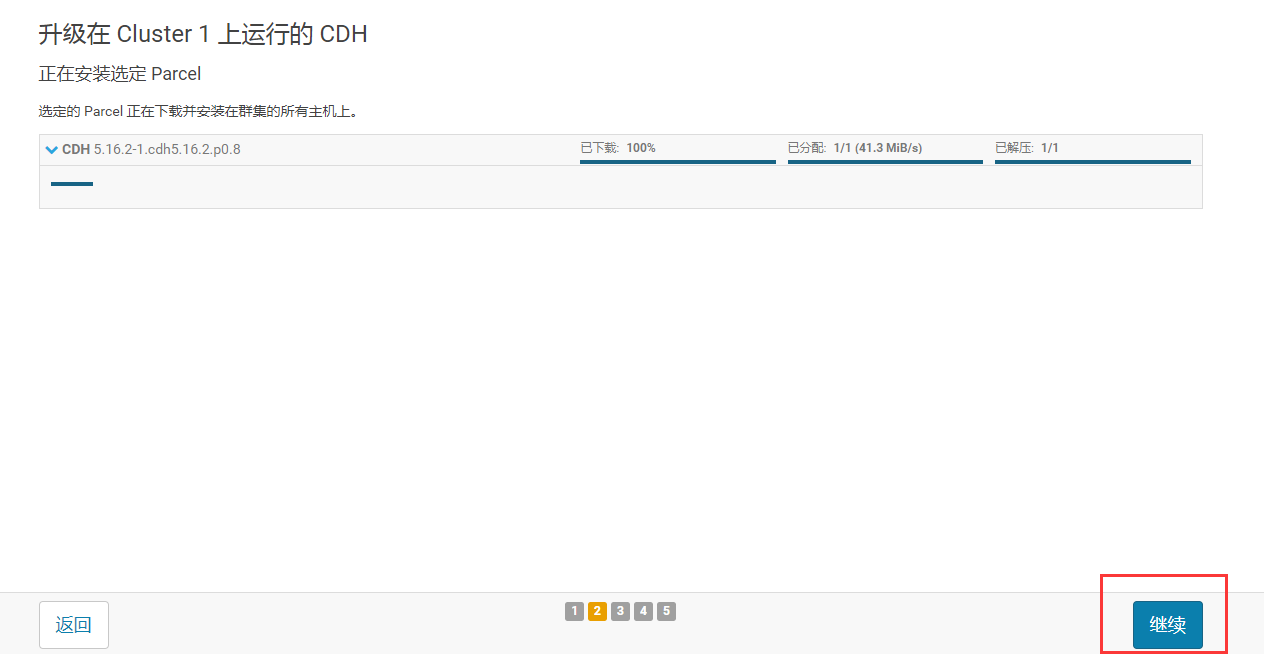 升级在 Cluster 1 上运行的 CDH
正在安装选定 Parcel
选定的 Parcel 正在下载并安装在群集的所有主机上。
CDH 5.16.2-1.cdh5.16.2.p0.8 已下载: 100% 已分配: 1/1 (41.3 MiB/s) 已解压: 1/1
返回 1 2 3 4 5 继续